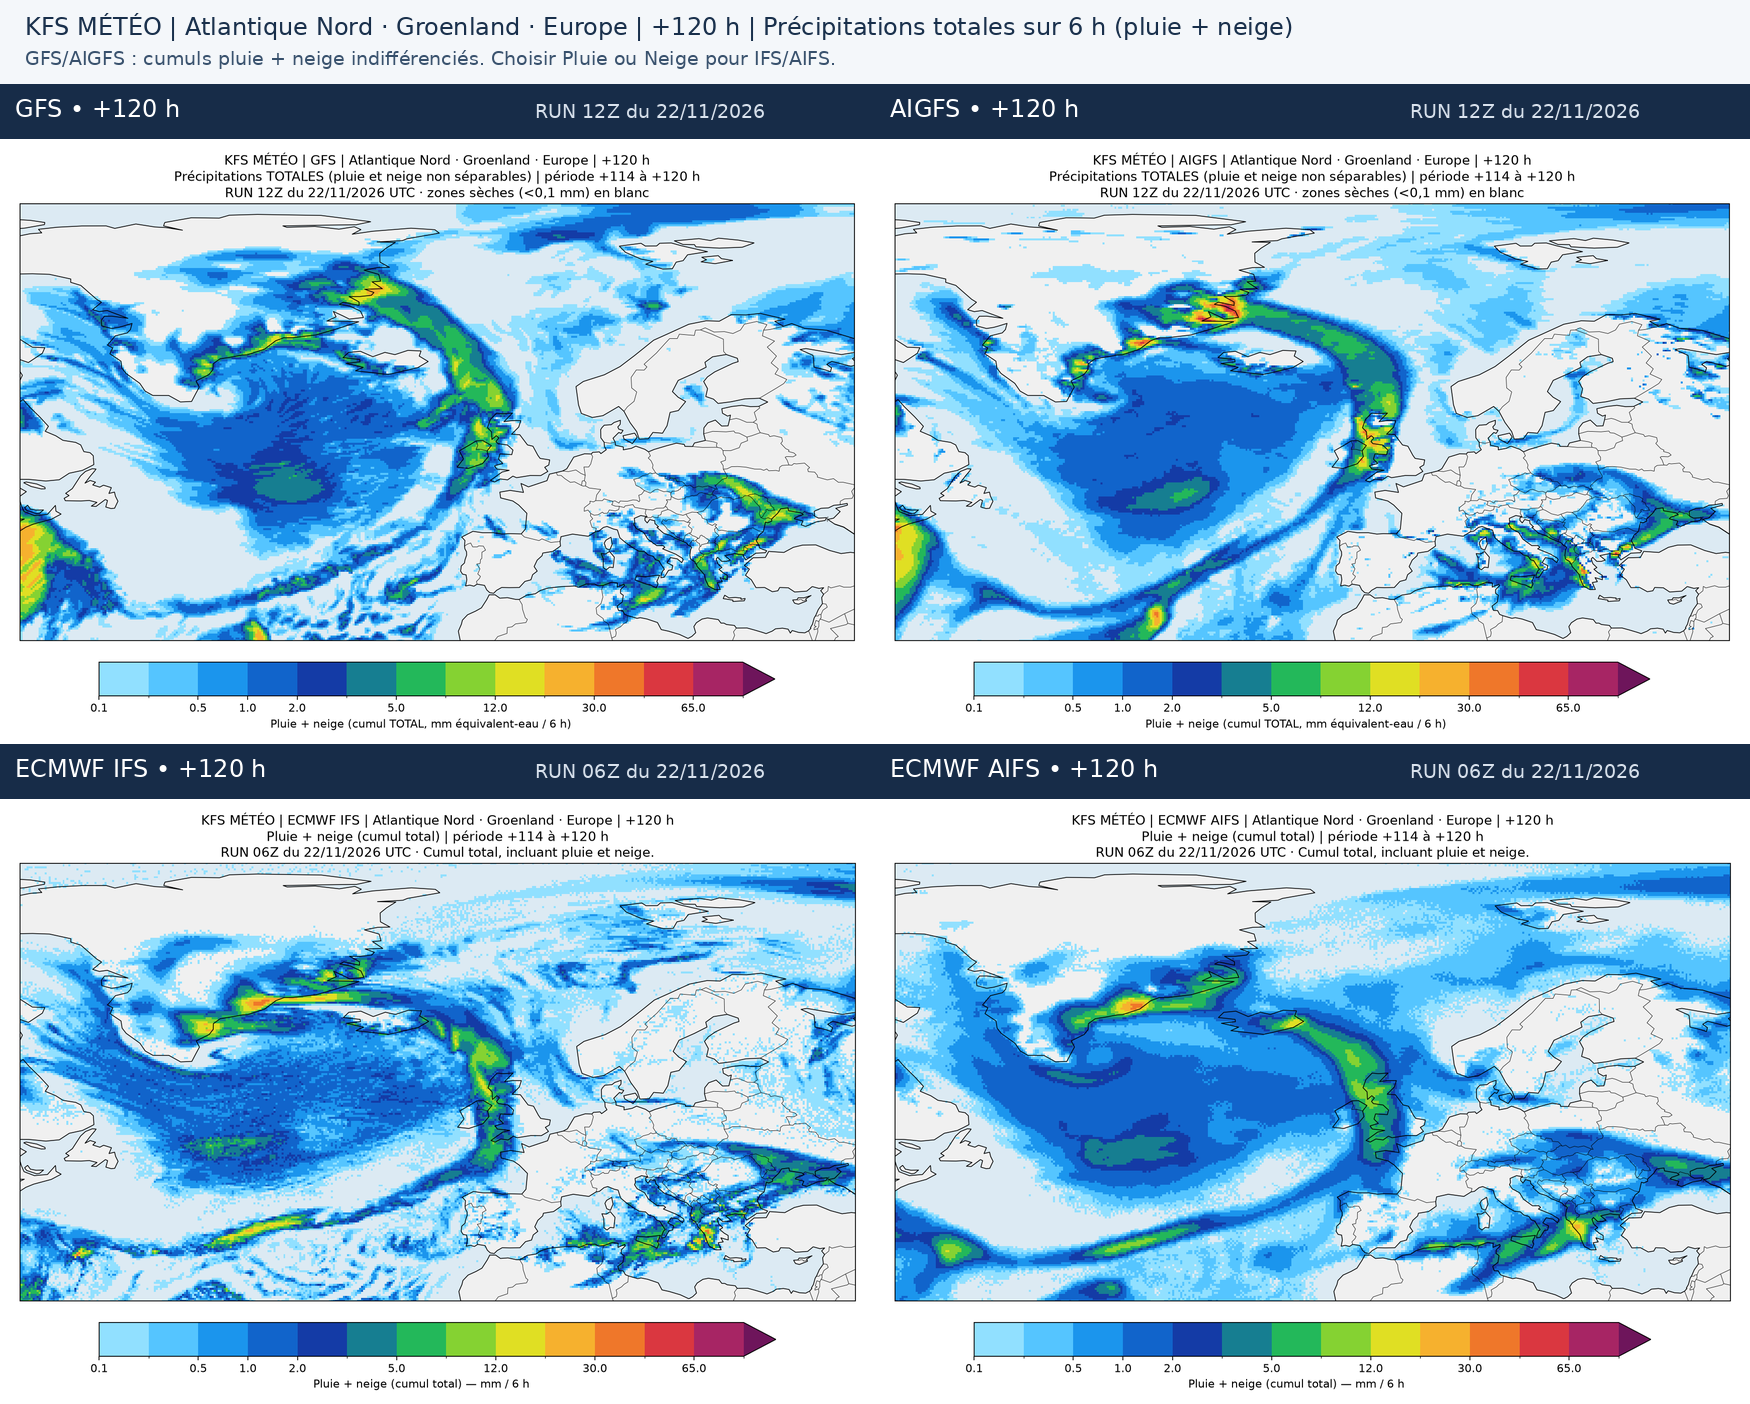 KFS MÉTÉO | Atlantique Nord · Groenland · Europe | +120 h | Précipitations totales sur 6 h (pluie + neige)
GFS/AIGFS : cumuls pluie + neige indifférenciés. Choisir Pluie ou Neige pour IFS/AIFS.
GFS • +120 h
RUN 12Z du 22/11/2026
AIGFS • +120 h
RUN 12Z du 22/11/2026
KFS MÉTÉO | GFS | Atlantique Nord · Groenland · Europe | +120 h
Précipitations TOTALES (pluie et neige non séparables) | période +114 à +120 h
RUN 12Z du 22/11/2026 UTC · zones sèches (<0,1 mm) en blanc
KFS MÉTÉO | AIGFS | Atlantique Nord · Groenland · Europe | +120 h
Précipitations TOTALES (pluie et neige non séparables) | période +114 à +120 h
RUN 12Z du 22/11/2026 UTC · zones sèches (<0,1 mm) en blanc
0.1 0.5 1.0 2.0 5.0 12.0 30.0 65.0
Pluie + neige (cumul TOTAL, mm équivalent-eau / 6 h)
0.1 0.5 1.0 2.0 5.0 12.0 30.0 65.0
Pluie + neige (cumul TOTAL, mm équivalent-eau / 6 h)
ECMWF IFS • +120 h
RUN 06Z du 22/11/2026
ECMWF AIFS • +120 h
RUN 06Z du 22/11/2026
KFS MÉTÉO | ECMWF IFS | Atlantique Nord · Groenland · Europe | +120 h
Pluie + neige (cumul total) | période +114 à +120 h
RUN 06Z du 22/11/2026 UTC · Cumul total, incluant pluie et neige.
KFS MÉTÉO | ECMWF AIFS | Atlantique Nord · Groenland · Europe | +120 h
Pluie + neige (cumul total) | période +114 à +120 h
RUN 06Z du 22/11/2026 UTC · Cumul total, incluant pluie et neige.
0.1 0.5 1.0 2.0 5.0 12.0 30.0 65.0
Pluie + neige (cumul total) — mm / 6 h
0.1 0.5 1.0 2.0 5.0 12.0 30.0 65.0
Pluie + neige (cumul total) — mm / 6 h